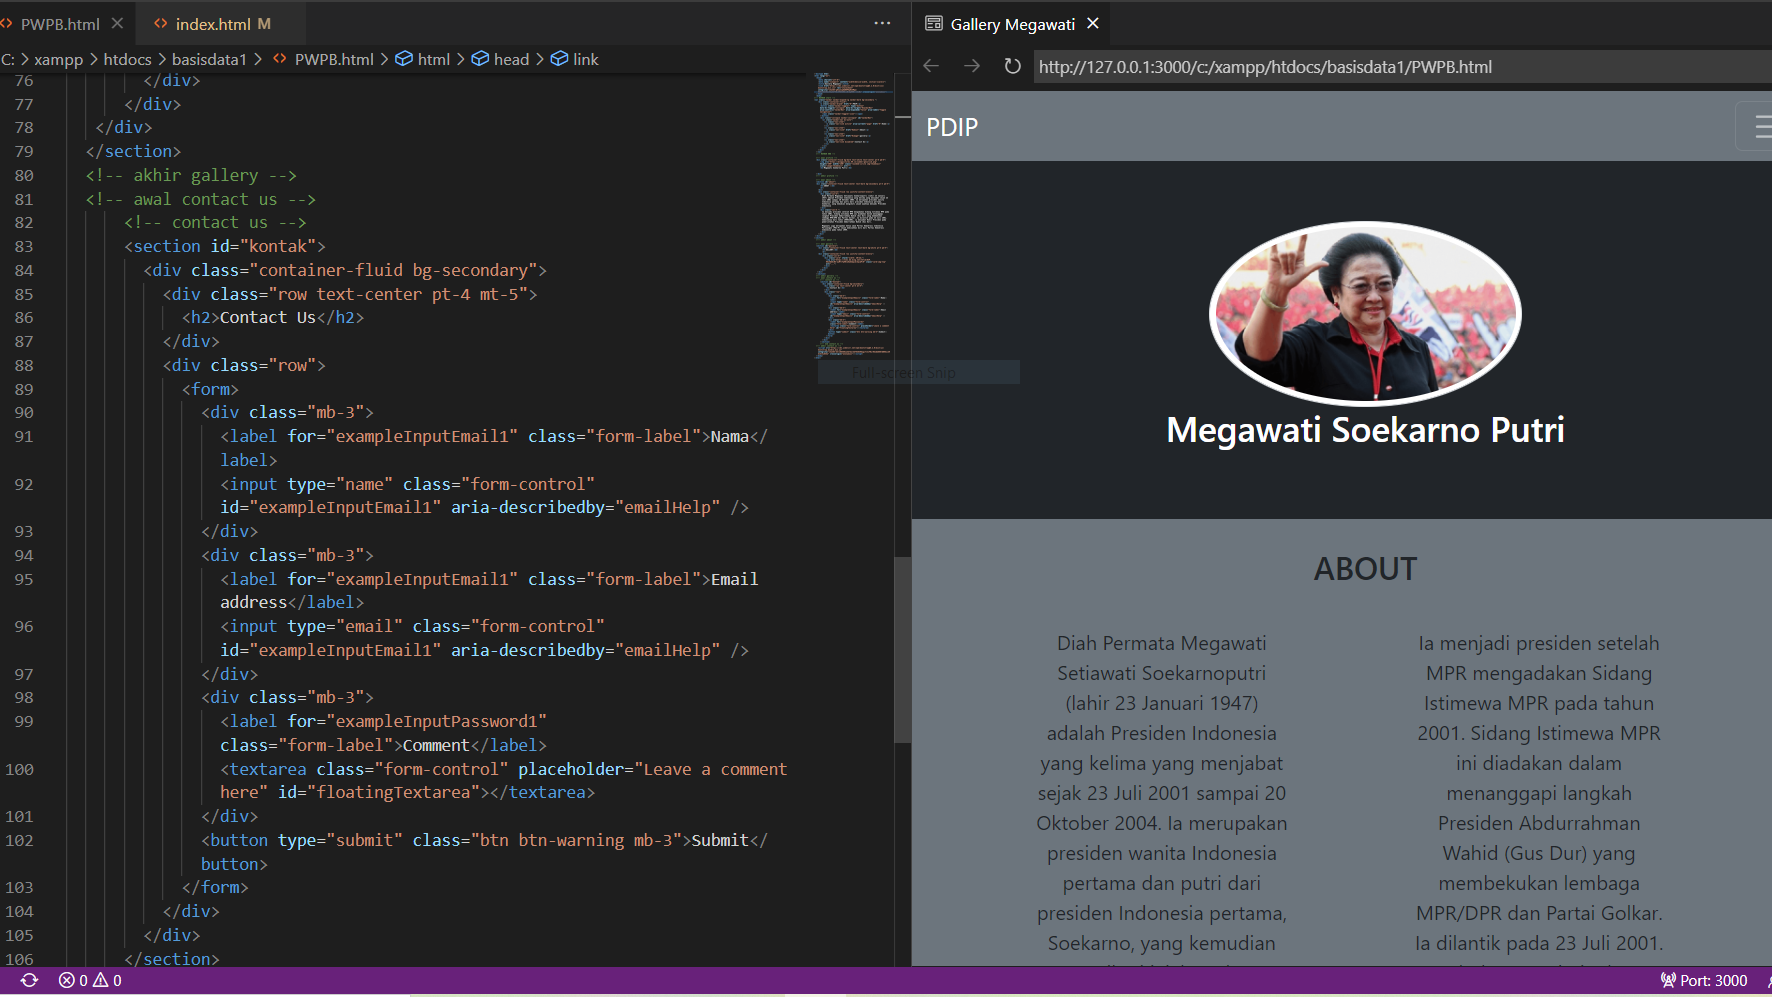 PWPB.html
index.html M
C: > xampp > htdocs > basisdata1 > PWPB.html > html > head > link
76 </div>
77 </div>
78 </div>
79 </section>
80 <!-- akhir gallery -->
81 <!-- awal contact us -->
82 <!-- contact us -->
83 <section id="kontak">
84 <div class="container-fluid bg-secondary">
85 <div class="row text-center pt-4 mt-5">
86 <h2>Contact Us</h2>
87 </div>
88 <div class="row">
89 <form>
90 <div class="mb-3">
91 <label for="exampleInputEmail1" class="form-label">Nama</
label>
92 <input type="name" class="form-control"
id="exampleInputEmail1" aria-describedby="emailHelp" />
93 </div>
94 <div class="mb-3">
95 <label for="exampleInputEmail1" class="form-label">Email
address</label>
96 <input type="email" class="form-control"
id="exampleInputEmail1" aria-describedby="emailHelp" />
97 </div>
98 <div class="mb-3">
99 <label for="exampleInputPassword1"
class="form-label">Comment</label>
100 <textarea class="form-control" placeholder="Leave a comment
here" id="floatingTextarea"></textarea>
101 </div>
102 <button type="submit" class="btn btn-warning mb-3">Submit</
button>
103 </form>
104 </div>
105 </div>
106 </section>
Full-screen Snip
Gallery Megawati
http://127.0.0.1:3000/c:/xampp/htdocs/basisdata1/PWPB.html
PDIP
Megawati Soekarno Putri
ABOUT
Diah Permata Megawati
Setiawati Soekarnoputri
(lahir 23 Januari 1947)
adalah Presiden Indonesia
yang kelima yang menjabat
sejak 23 Juli 2001 sampai 20
Oktober 2004. Ia merupakan
presiden wanita Indonesia
pertama dan putri dari
presiden Indonesia pertama,
Soekarno, yang kemudian
Ia menjadi presiden setelah
MPR mengadakan Sidang
Istimewa MPR pada tahun
2001. Sidang Istimewa MPR
ini diadakan dalam
menanggapi langkah
Presiden Abdurrahman
Wahid (Gus Dur) yang
membekukan lembaga
MPR/DPR dan Partai Golkar.
Ia dilantik pada 23 Juli 2001.
0 0
Port: 3000